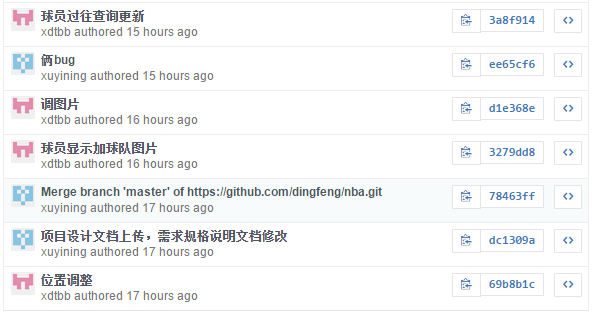 球员过往查询更新
xdtbb authored 15 hours ago
3a8f914
俩bug
xuyining authored 15 hours ago
ee65cf6
调图片
xdtbb authored 16 hours ago
d1e368e
球员显示加球队图片
xdtbb authored 16 hours ago
3279dd8
Merge branch 'master' of https://github.com/dingfeng/nba.git
xuyining authored 17 hours ago
78463ff
项目设计文档上传，需求规格说明文档修改
xuyining authored 17 hours ago
dc1309a
位置调整
xdtbb authored 17 hours ago
69b8b1c